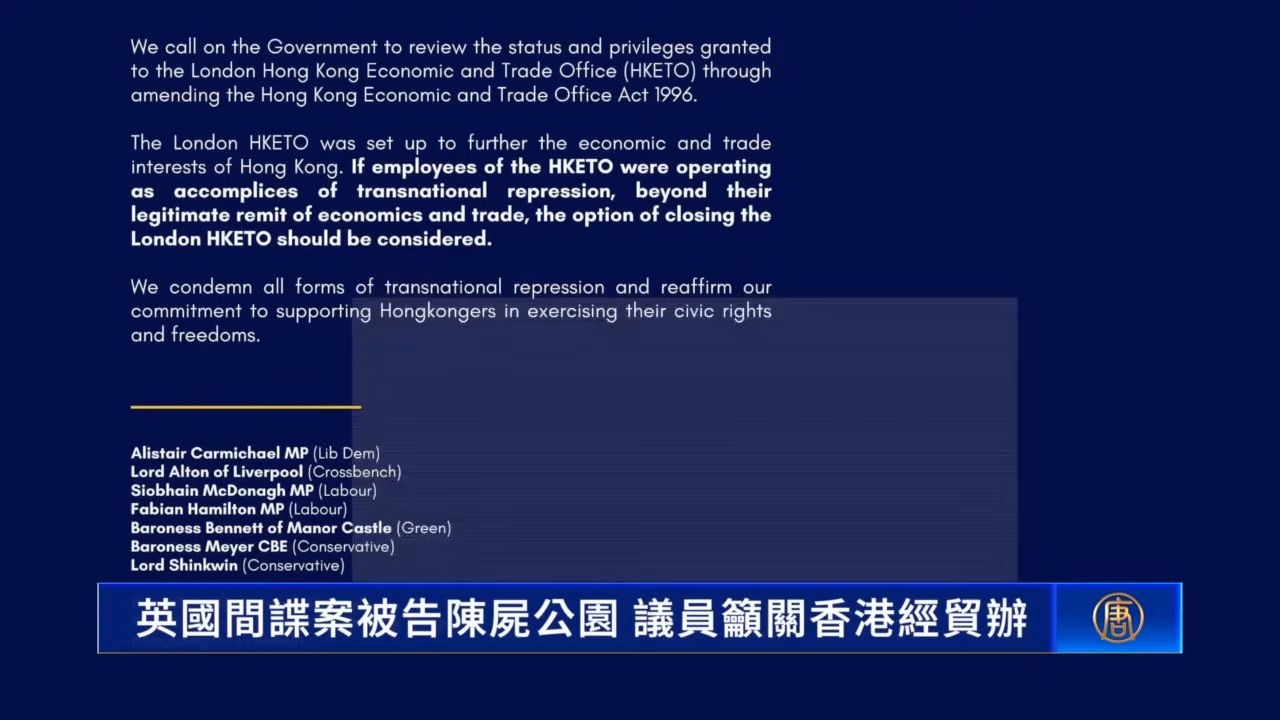 We call on the Government to review the status and privileges granted
to the London Hong Kong Economic and Trade Office (HKETO) through
amending the Hong Kong Economic and Trade Office Act 1996.
The London HKETO was set up to further the economic and trade
interests of Hong Kong. If employees of the HKETO were operating
as accomplices of transnational repression, beyond their
legitimate remit of economics and trade, the option of closing the
London HKETO should be considered.
We condemn all forms of transnational repression and reaffirm our
commitment to supporting Hongkongers in exercising their civic rights
and freedoms.
Alistair Carmichael MP (Lib Dem)
Lord Alton of Liverpool (Crossbench)
Siobhain McDonagh MP (Labour)
Fabian Hamilton MP (Labour)
Baroness Bennett of Manor Castle (Green)
Baroness Meyer CBE (Conservative)
Lord Shinkwin (Conservative)
英國間諜案被告陳屍公園 議員籲關香港經貿辦
唐